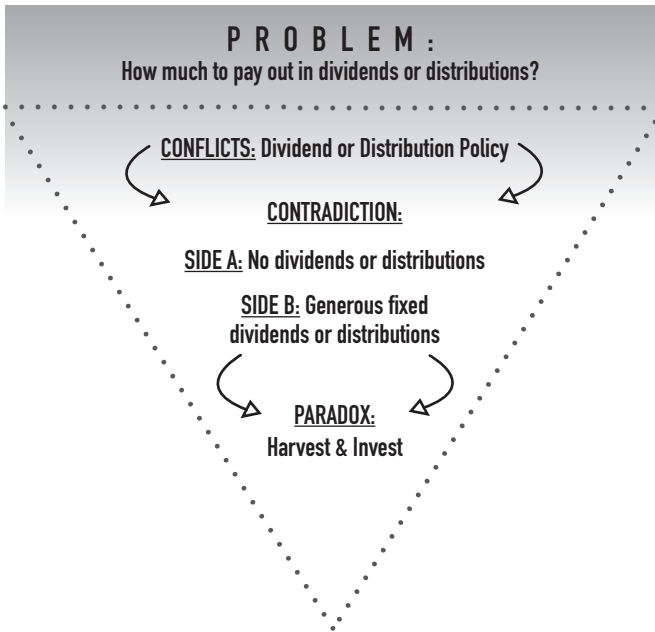 PROBLEM:
How much to pay out in dividends or distributions?
CONFLICTS: Dividend or Distribution Policy
CONTRADICTION:
SIDE A: No dividends or distributions
SIDE B: Generous fixed
dividends or distributions
PARADOX:
Harvest & Invest